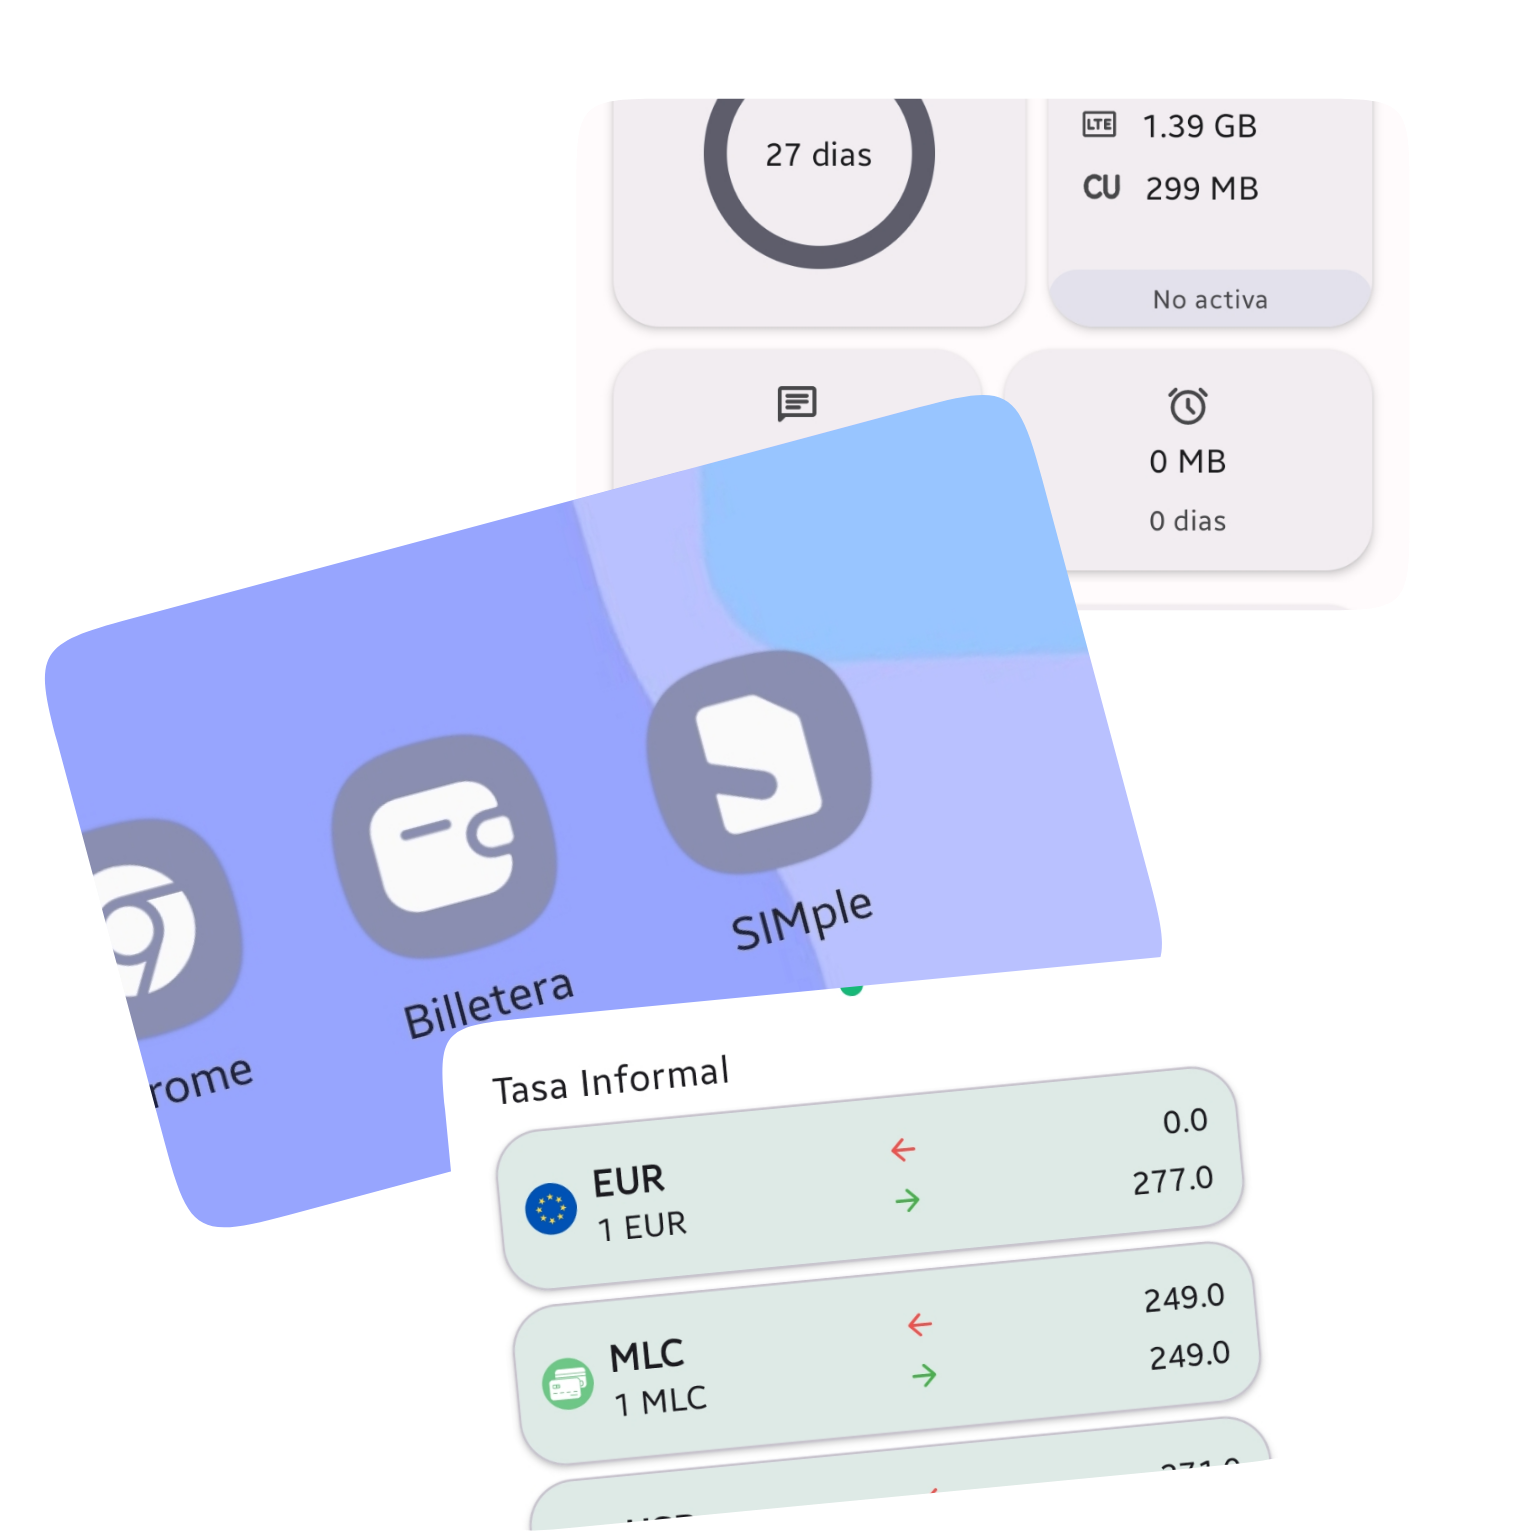 27 dias
LTE 1.39 GB
CU 299 MB
No activa
0 MB
0 dias
rome
Billetera
SIMple
Tasa Informal
EUR
1 EUR
0.0
277.0
MLC
1 MLC
249.0
249.0